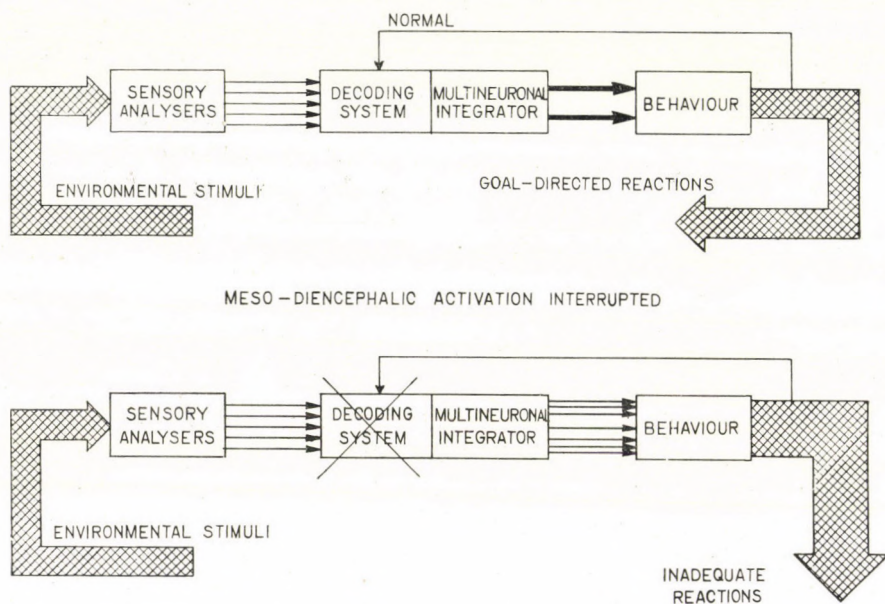 NORMAL
SENSORY
ANALYSERS
DECODING
SYSTEM
MULTINEURONAL
INTEGRATOR
BEHAVIOUR
ENVIRONMENTAL STIMULI
GOAL-DIRECTED REACTIONS
MESO-DIENCEPHALIC ACTIVATION INTERRUPTED
SENSORY
ANALYSERS
DECODING
SYSTEM
MULTINEURONAL
INTEGRATOR
BEHAVIOUR
ENVIRONMENTAL STIMULI
INADEQUATE
REACTIONS